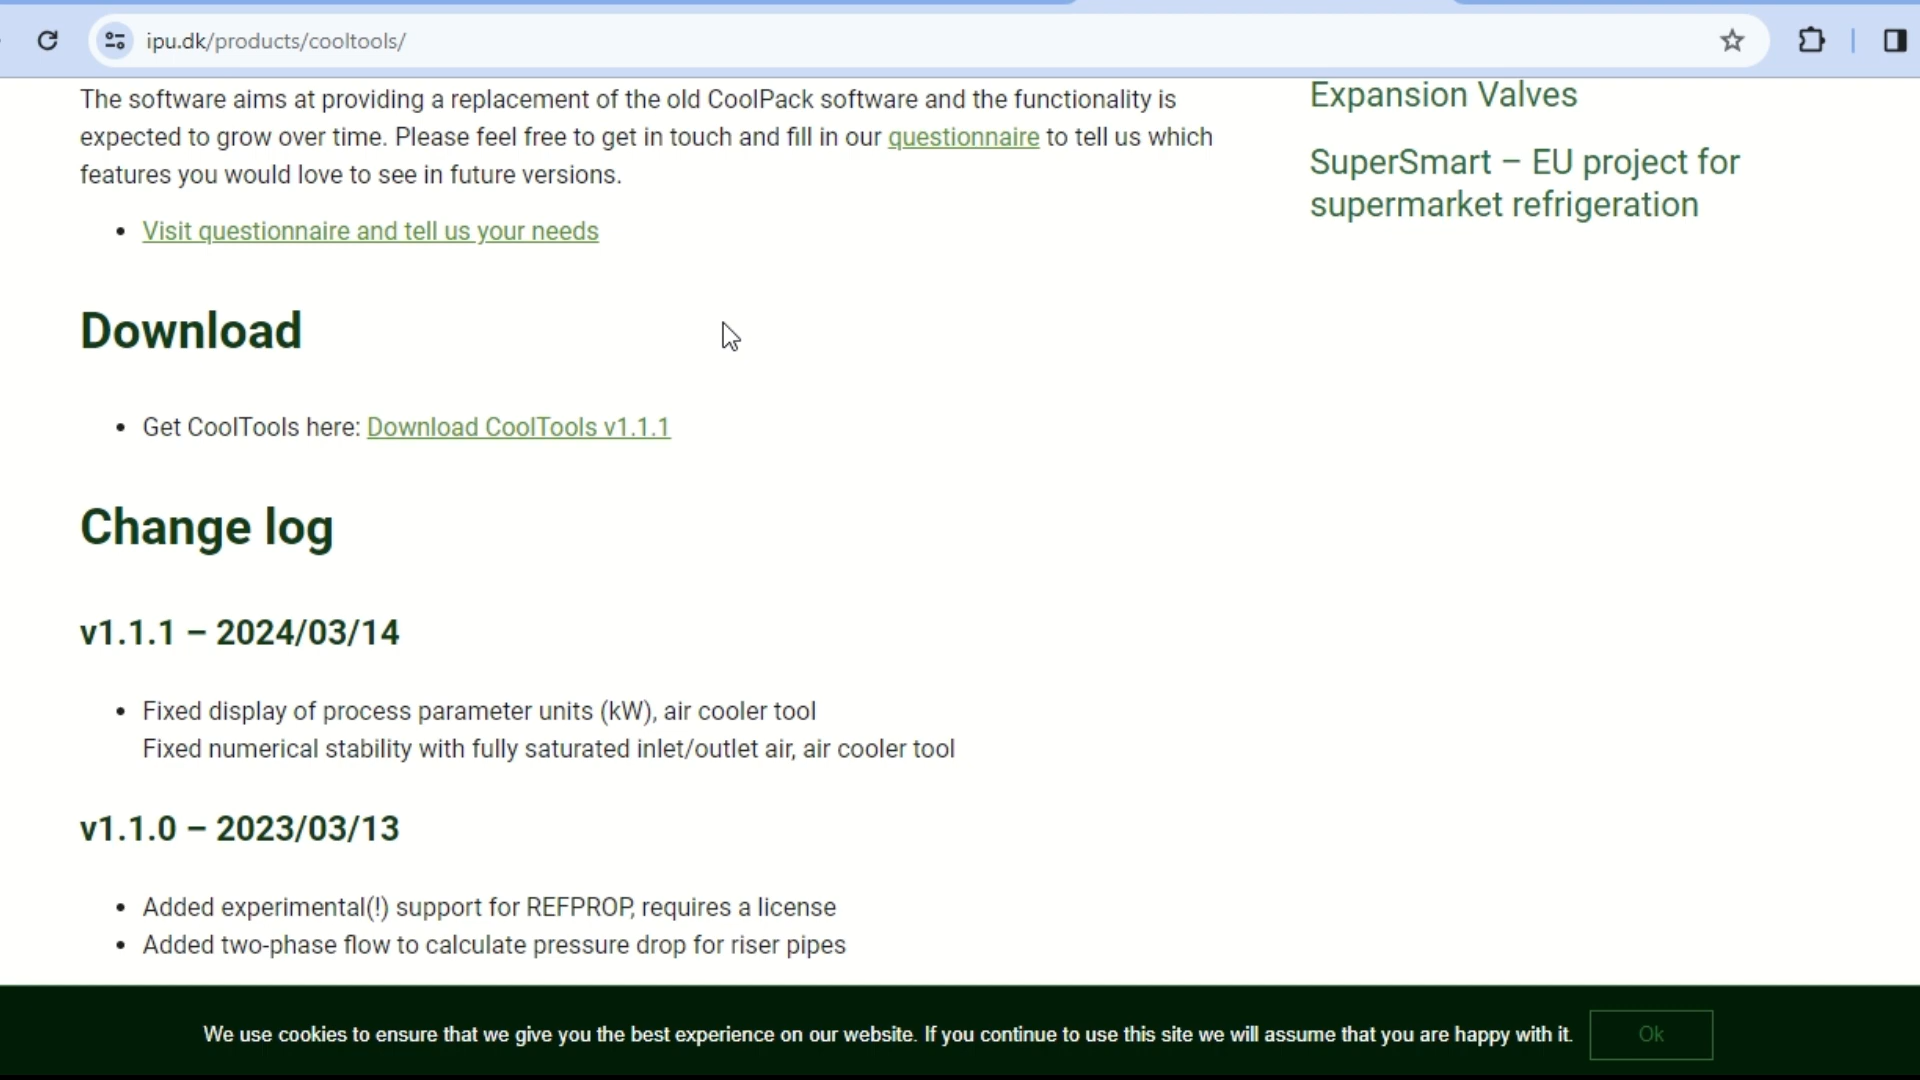 ipu.dk/products/cooltools/
The software aims at providing a replacement of the old CoolPack software and the functionality is
expected to grow over time. Please feel free to get in touch and fill in our questionnaire to tell us which
features you would love to see in future versions.
• Visit questionnaire and tell us your needs
Download
• Get CoolTools here: Download CoolTools v1.1.1
Change log
v1.1.1 – 2024/03/14
• Fixed display of process parameter units (kW), air cooler tool
Fixed numerical stability with fully saturated inlet/outlet air, air cooler tool
v1.1.0 – 2023/03/13
• Added experimental(!) support for REFPROP, requires a license
• Added two-phase flow to calculate pressure drop for riser pipes
Expansion Valves
SuperSmart – EU project for
supermarket refrigeration
We use cookies to ensure that we give you the best experience on our website. If you continue to use this site we will assume that you are happy with it.
Ok